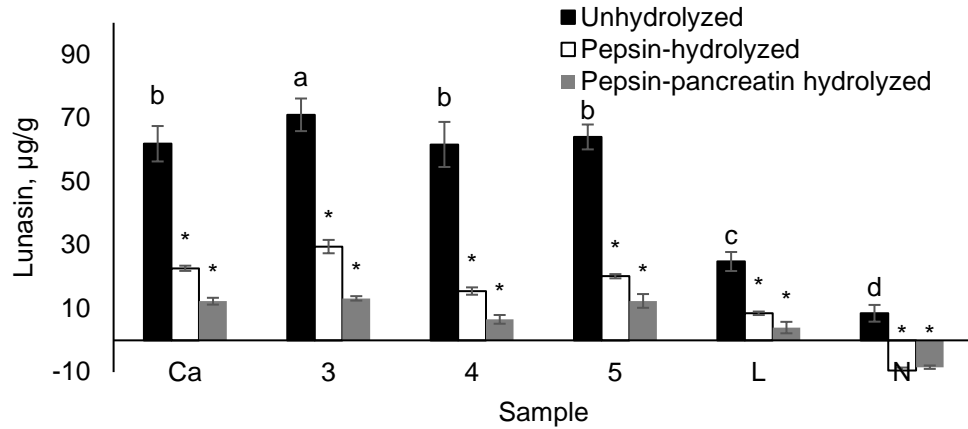 Unhydrolyzed
Pepsin-hydrolyzed
Pepsin-pancreatin hydrolyzed
90
70
50
30
10
-10
Lunasin, µg/g
b
a
b
b
c
d
* *
* *
* *
* *
* *
* *
Ca 3 4 5 L N
Sample